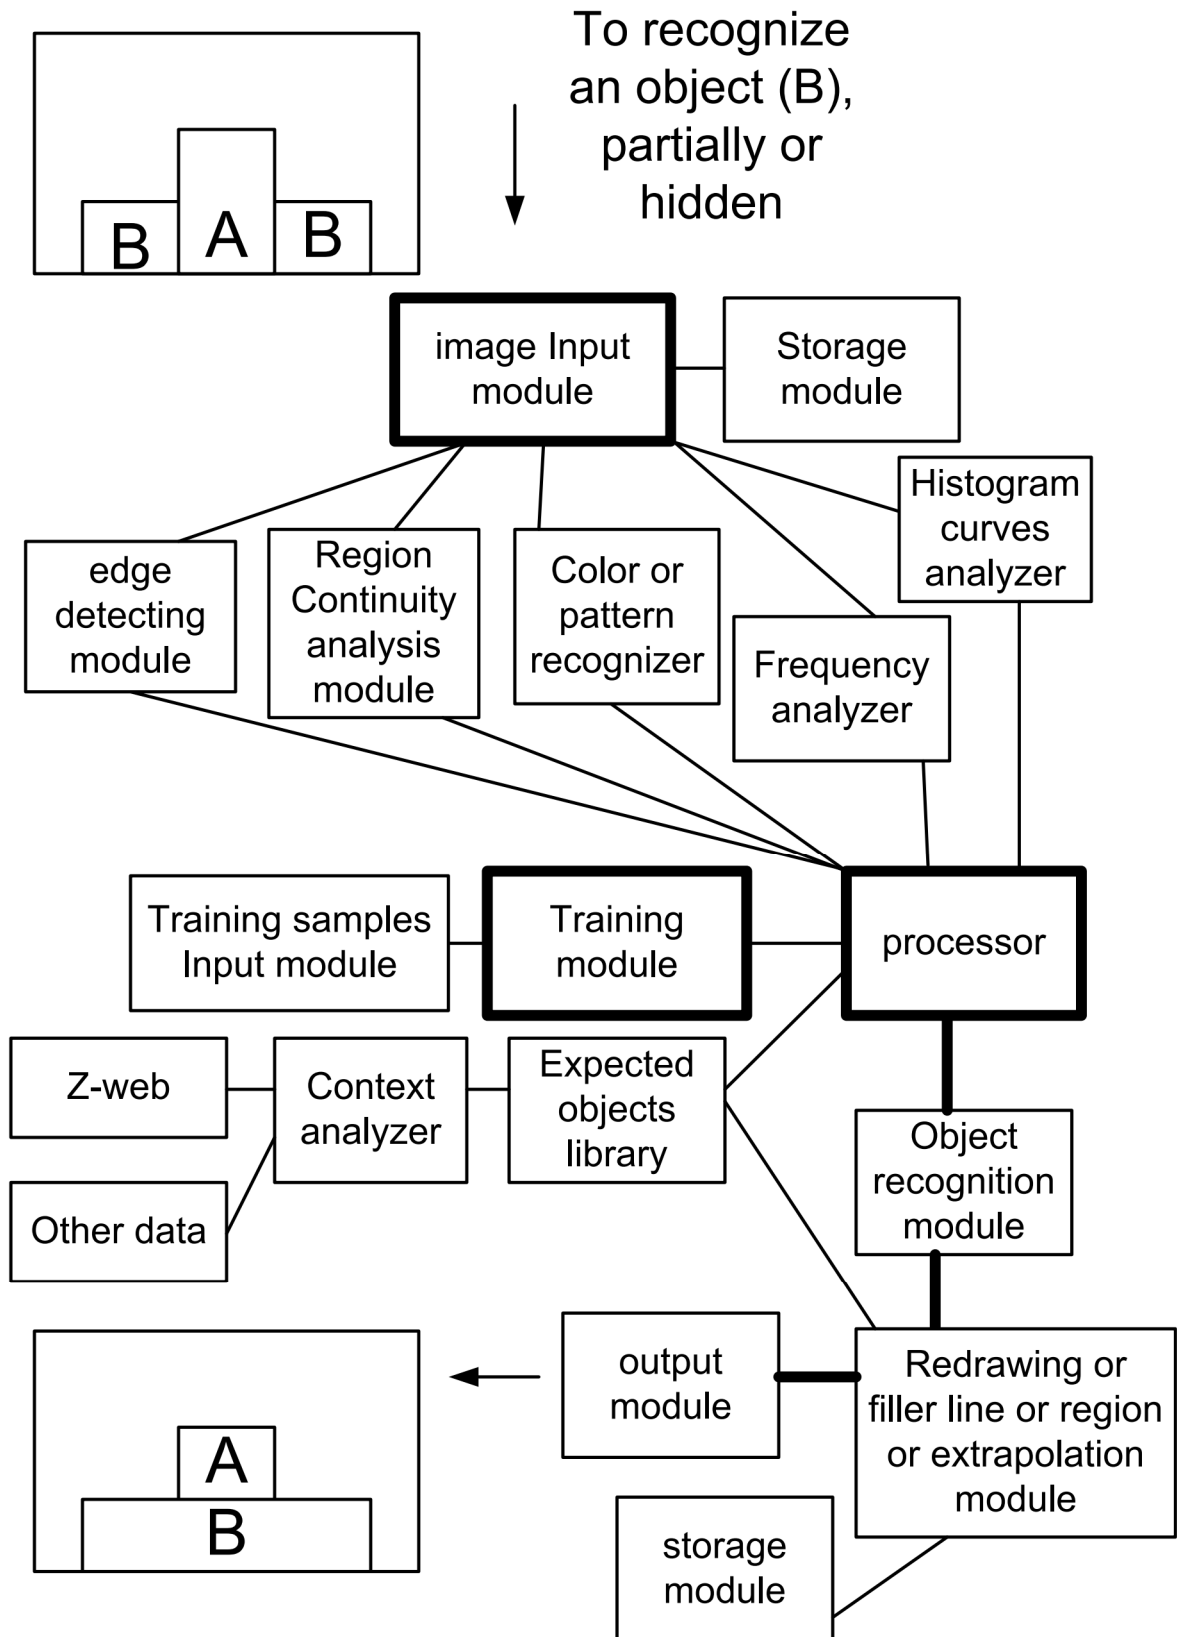 To recognize
an object (B),
partially or
hidden
B
A
B
image Input
module
Storage
module
Histogram
curves
analyzer
edge
detecting
module
Region
Continuity
analysis
module
Color or
pattern
recognizer
Frequency
analyzer
Training samples
Input module
Training
module
processor
Z-web
Context
analyzer
Expected
objects
library
Other data
Object
recognition
module
output
module
Redrawing or
filler line or region
or extrapolation
module
A
B
storage
module